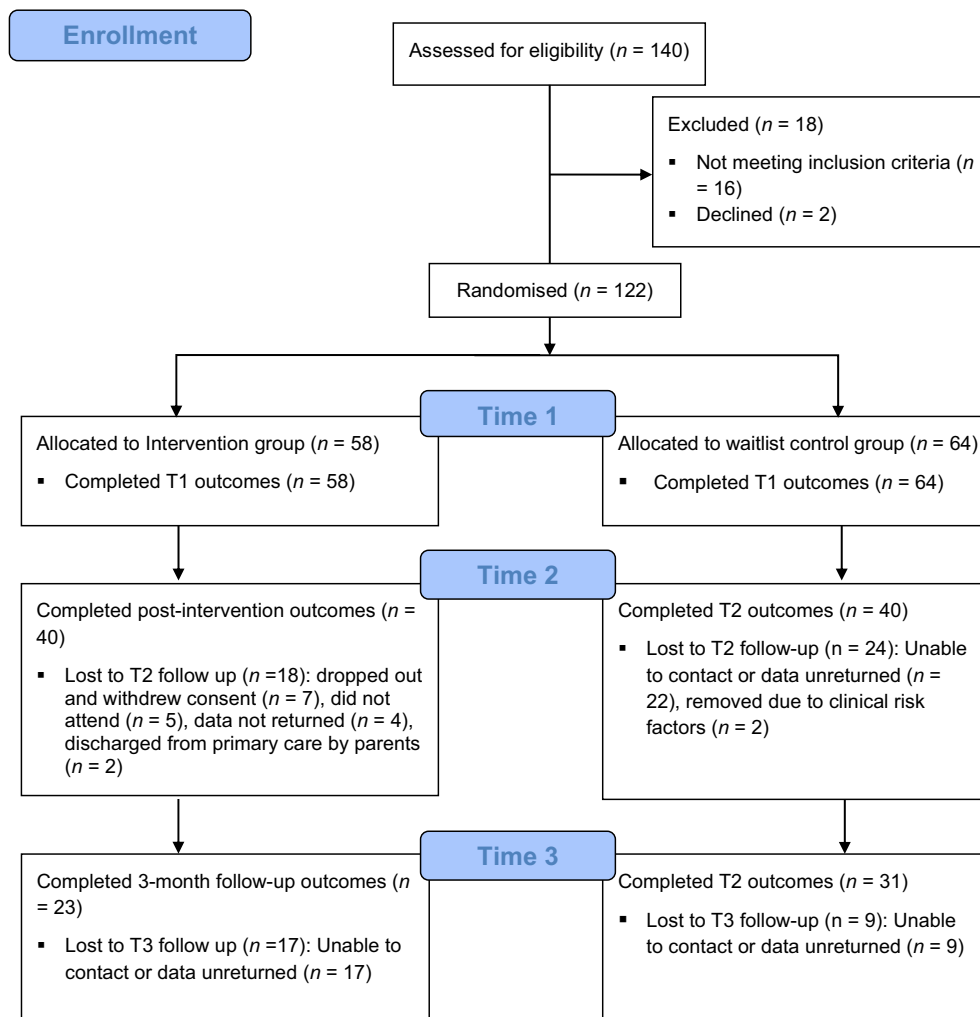 Enrollment
Assessed for eligibility (n = 140)
Excluded (n = 18)
▪ Not meeting inclusion criteria (n
= 16)
▪ Declined (n = 2)
Randomised (n = 122)
Time 1
Allocated to Intervention group (n = 58)
▪ Completed T1 outcomes (n = 58)
Allocated to waitlist control group (n = 64)
▪ Completed T1 outcomes (n = 64)
Time 2
Completed post-intervention outcomes (n =
40)
▪ Lost to T2 follow up (n =18): dropped out
and withdrew consent (n = 7), did not
attend (n = 5), data not returned (n = 4),
discharged from primary care by parents
(n = 2)
Completed T2 outcomes (n = 40)
▪ Lost to T2 follow-up (n = 24): Unable
to contact or data unreturned (n =
22), removed due to clinical risk
factors (n = 2)
Time 3
Completed 3-month follow-up outcomes (n
= 23)
▪ Lost to T3 follow up (n =17): Unable to
contact or data unreturned (n = 17)
Completed T2 outcomes (n = 31)
▪ Lost to T3 follow-up (n = 9): Unable
to contact or data unreturned (n = 9)